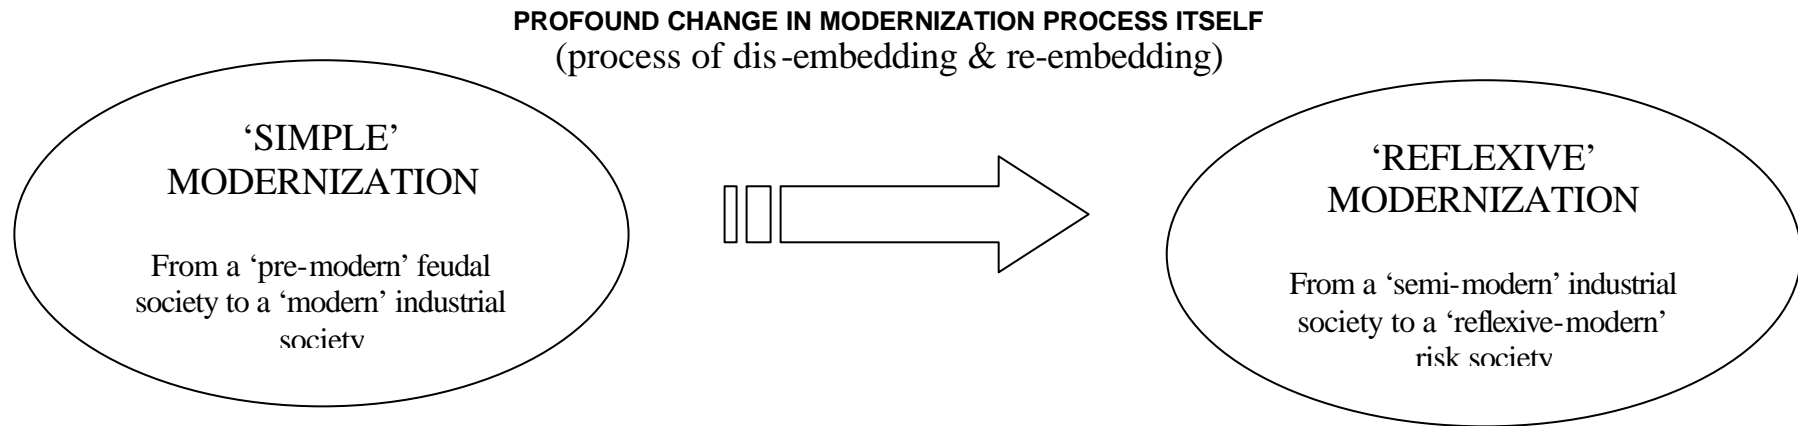 PROFOUND CHANGE IN MODERNIZATION PROCESS ITSELF
(process of dis-embedding & re-embedding)
‘SIMPLE’
MODERNIZATION
From a ‘pre-modern’ feudal
society to a ‘modern’ industrial
society
‘REFLEXIVE’
MODERNIZATION
From a ‘semi-modern’ industrial
society to a ‘reflexive-modern’
risk society